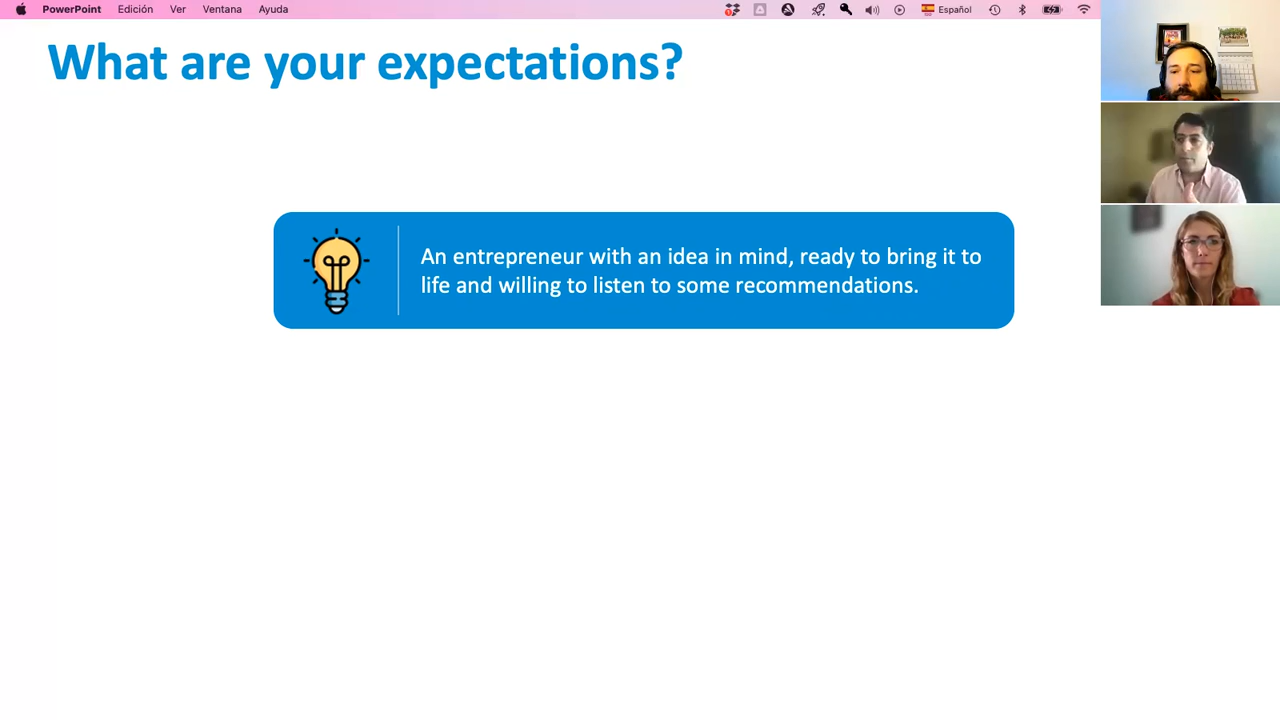 PowerPoint Edición Ver Ventana Ayuda Español
What are your expectations?
An entrepreneur with an idea in mind, ready to bring it to
life and willing to listen to some recommendations.